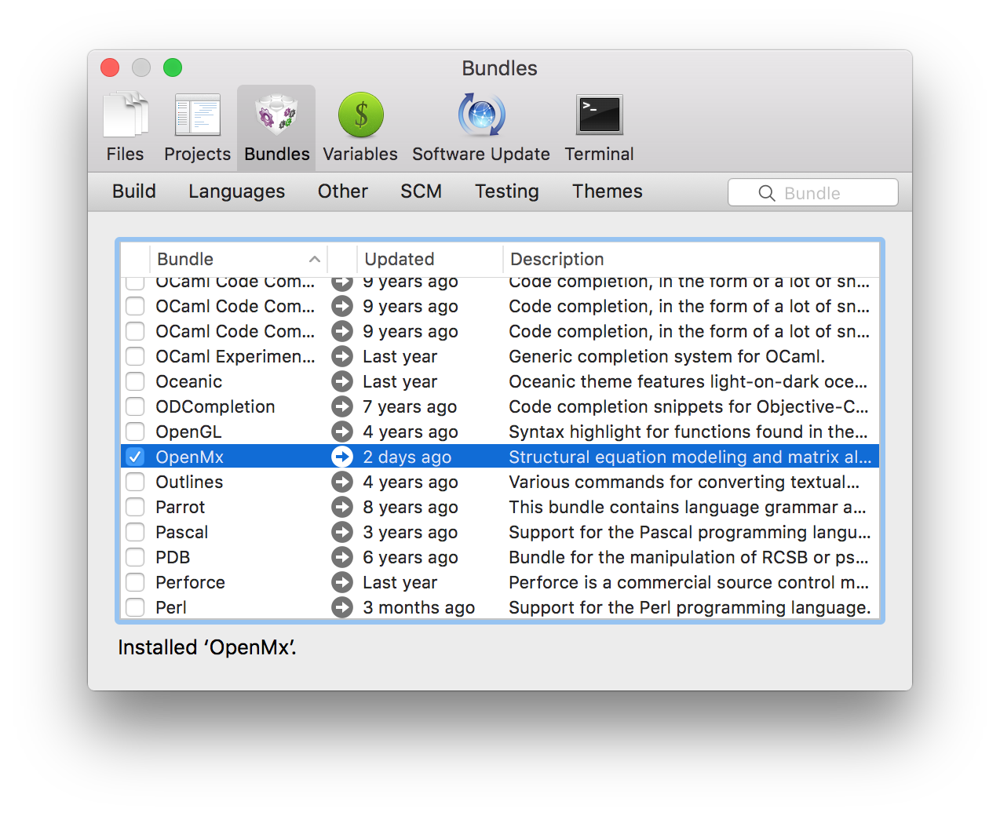 Bundles
Files Projects Bundles Variables Software Update Terminal
Build Languages Other SCM Testing Themes Bundle
Bundle Updated Description
OCaml Code Com... 9 years ago Code completion, in the form of a lot of sn...
OCaml Code Com... 9 years ago Code completion, in the form of a lot of sn...
OCaml Code Com... 9 years ago Code completion, in the form of a lot of sn...
OCaml Experimen... Last year Generic completion system for OCaml.
Oceanic Last year Oceanic theme features light-on-dark oce...
ODCompletion 7 years ago Code completion snippets for Objective-C...
OpenGL 4 years ago Syntax highlight for functions found in the...
OpenMx 2 days ago Structural equation modeling and matrix al...
Outlines 4 years ago Various commands for converting textual...
Parrot 8 years ago This bundle contains language grammar a...
Pascal 3 years ago Support for the Pascal programming langu...
PDB 6 years ago Bundle for the manipulation of RCSB or ps...
Perforce Last year Perforce is a commercial source control m...
Perl 3 months ago Support for the Perl programming language.
Installed ‘OpenMx’.